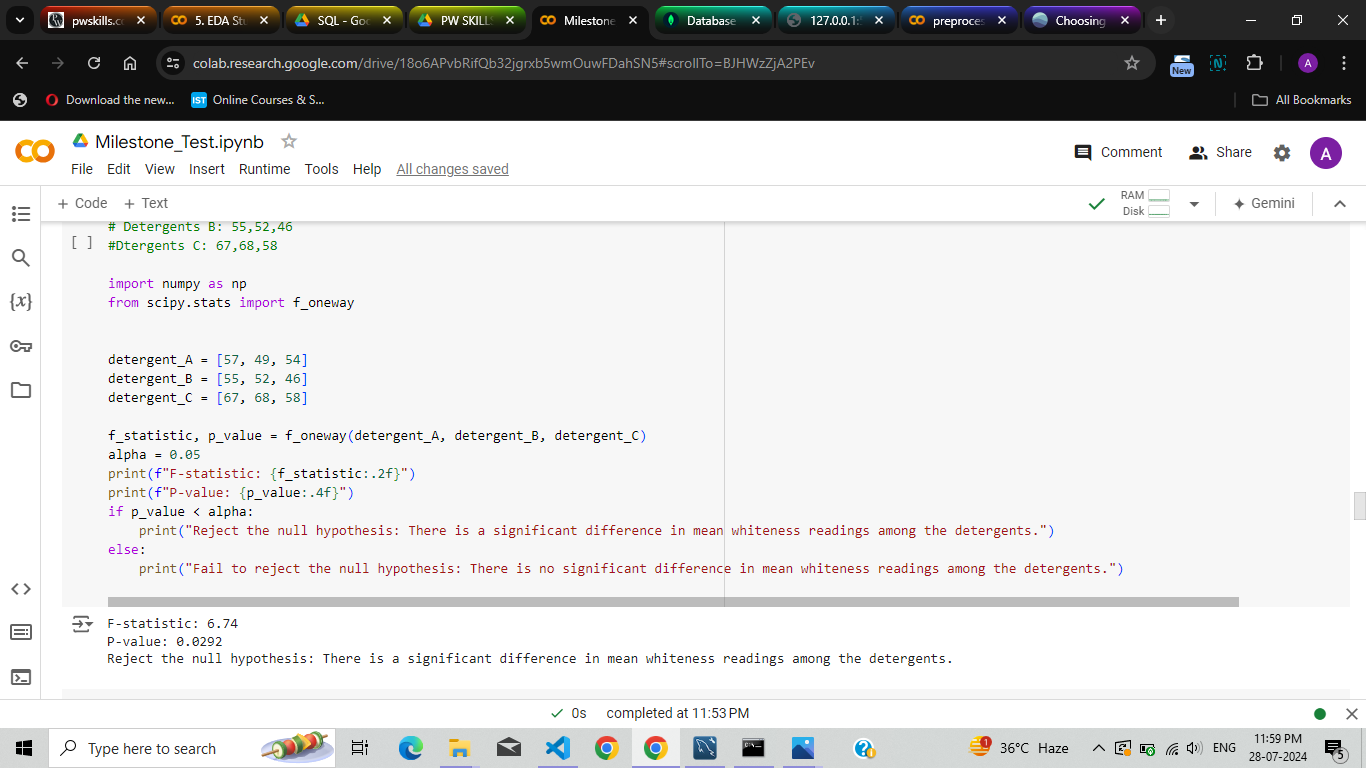 pwskills.c
5. EDA Stu
SQL - Goo
PW SKILL
Milestone
Database
127.0.0.1:
preproces
Choosing
colab.research.google.com/drive/18o6APvbRifQb32jgrxb5wmOuwFDahSN5#scrollTo=BJHWzZjA2PEv
New
A
Download the new...
IST
Online Courses & S...
All Bookmarks
Milestone_Test.ipynb
Comment
Share
A
File Edit View Insert Runtime Tools Help All changes saved
+ Code + Text
RAM
Disk
Gemini
# Detergents B: 55,52,46
[ ]
#Dtergents C: 67,68,58
import numpy as np
from scipy.stats import f_oneway
{x}
detergent_A = [57, 49, 54]
detergent_B = [55, 52, 46]
detergent_C = [67, 68, 58]
f_statistic, p_value = f_oneway(detergent_A, detergent_B, detergent_C)
alpha = 0.05
print(f"F-statistic: {f_statistic:.2f}")
print(f"P-value: {p_value:.4f}")
if p_value < alpha:
print("Reject the null hypothesis: There is a significant difference in mean whiteness readings among the detergents.")
else:
print("Fail to reject the null hypothesis: There is no significant difference in mean whiteness readings among the detergents.")
F-statistic: 6.74
P-value: 0.0292
Reject the null hypothesis: There is a significant difference in mean whiteness readings among the detergents.
0s completed at 11:53 PM
Type here to search
1
36°C Haze
ENG
11:59 PM
28-07-2024
5